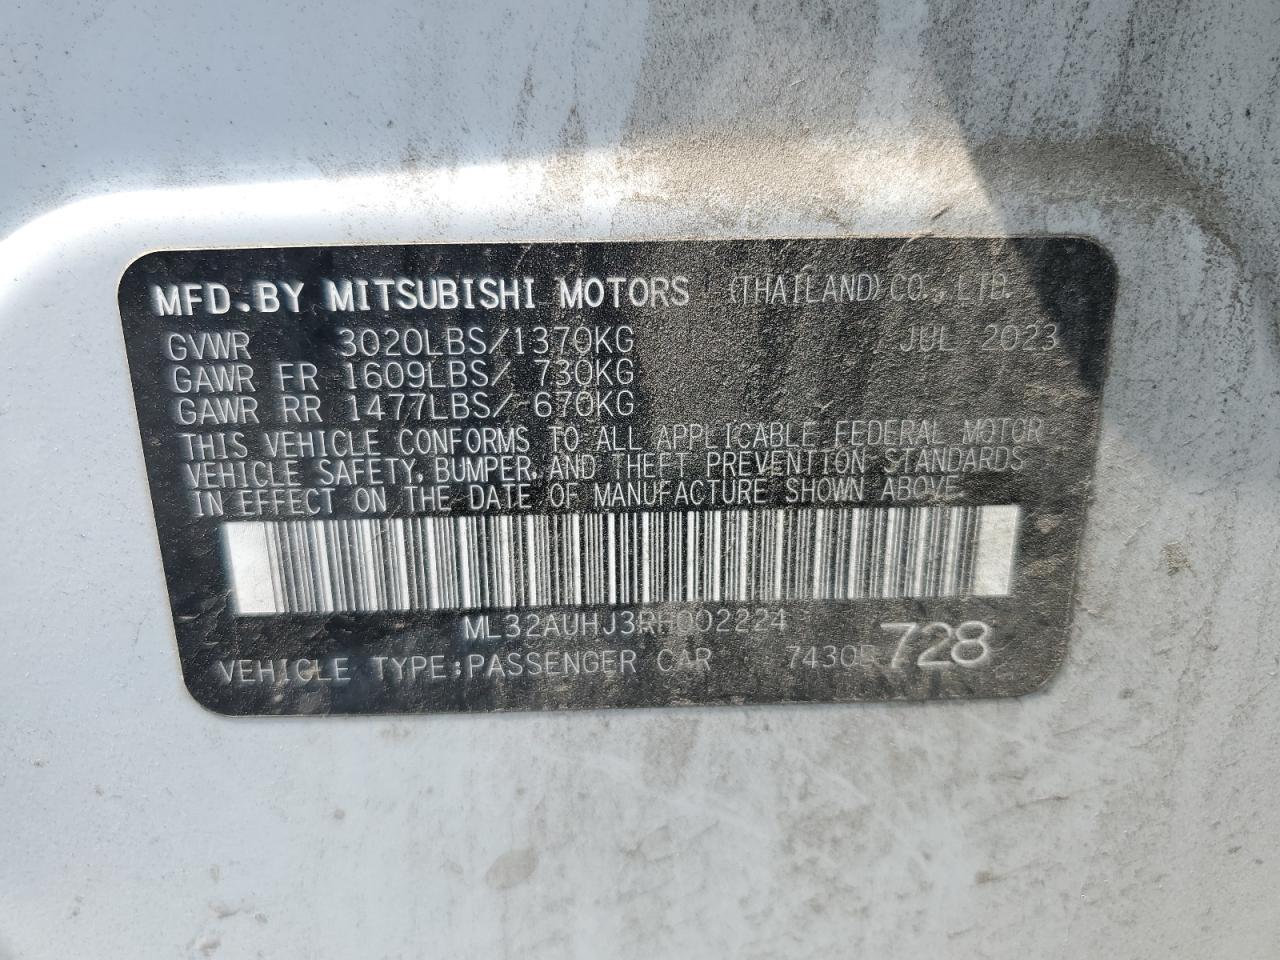 MFD.BY MITSUBISHI MOTORS (THAILAND) CO., LTD.
GVWR 3020LBS/1370KG JUL 2023
GAWR FR 1609LBS/ 730KG
GAWR RR 1477LBS/ 670KG
THIS VEHICLE CONFORMS TO ALL APPLICABLE FEDERAL MOTOR
VEHICLE SAFETY, BUMPER, AND THEFT PREVENTION STANDARDS
IN EFFECT ON THE DATE OF MANUFACTURE SHOWN ABOVE
ML32AUHJ3RH002224
VEHICLE TYPE:PASSENGER CAR 7430E 728